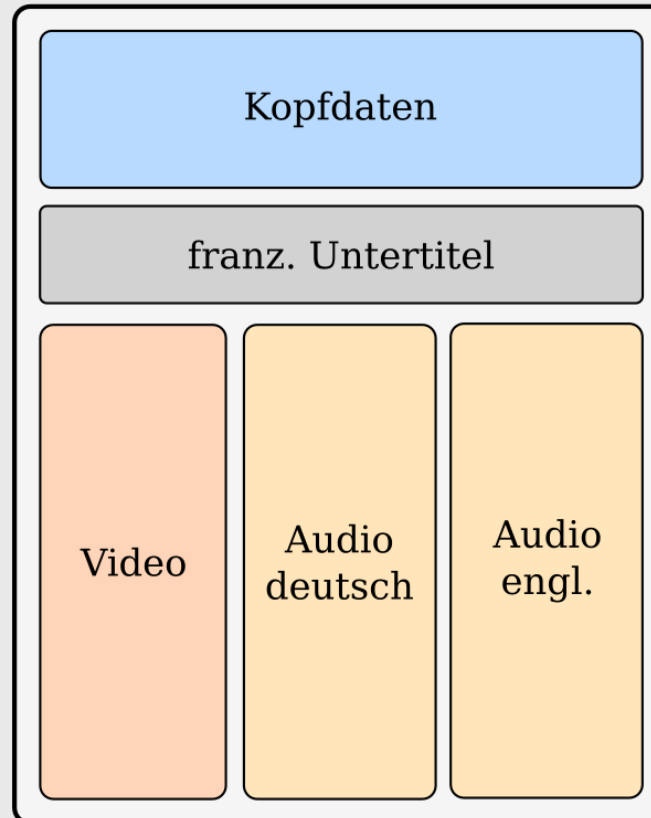 Kopfdaten
franz. Untertitel
Video
Audio
deutsch
Audio
engl.